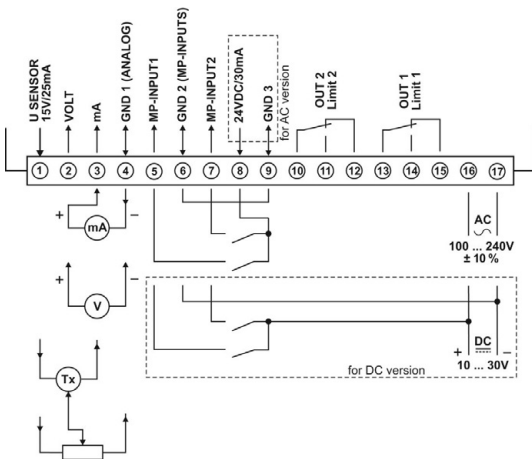 U SENSOR
15V/25mA
VOLT
mA
GND 1 (ANALOG)
MP-INPUT1
GND 2 (MP-INPUTS)
MP-INPUT2
24VDC/30mA
GND 3
for AC version
OUT 2
Limit 2
OUT 1
Limit 1
1 2 3 4 5 6 7 8 9 10 11 12 13 14 15 16 17
+ mA −
AC
100 ... 240V
± 10 %
+ V −
Tx
+ DC −
10 ... 30V
for DC version